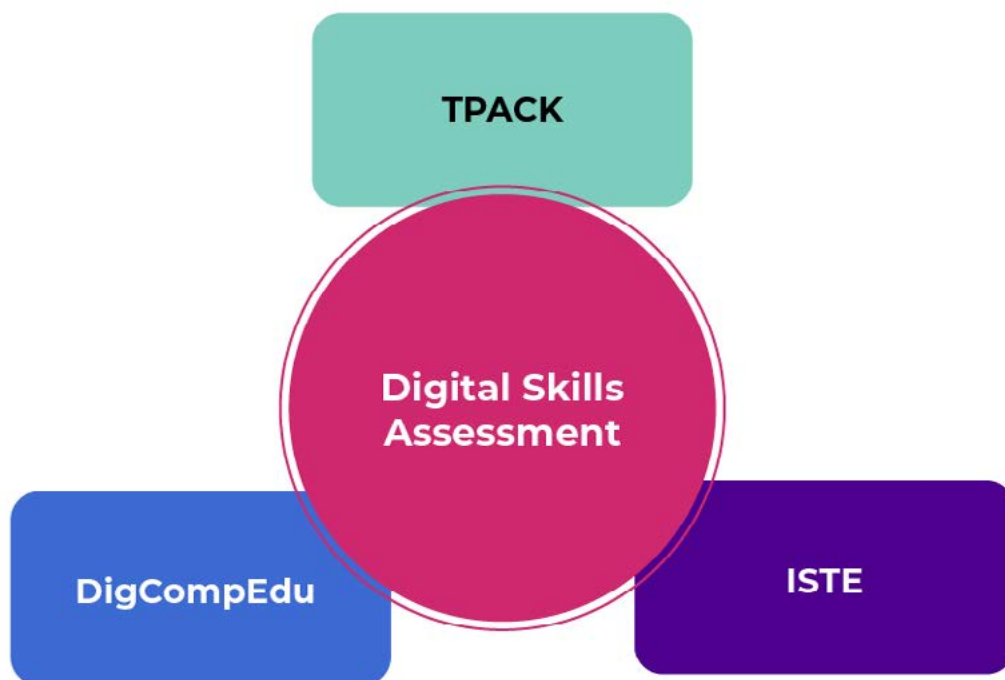 TPACK
Digital Skills
Assessment
DigCompEdu
ISTE